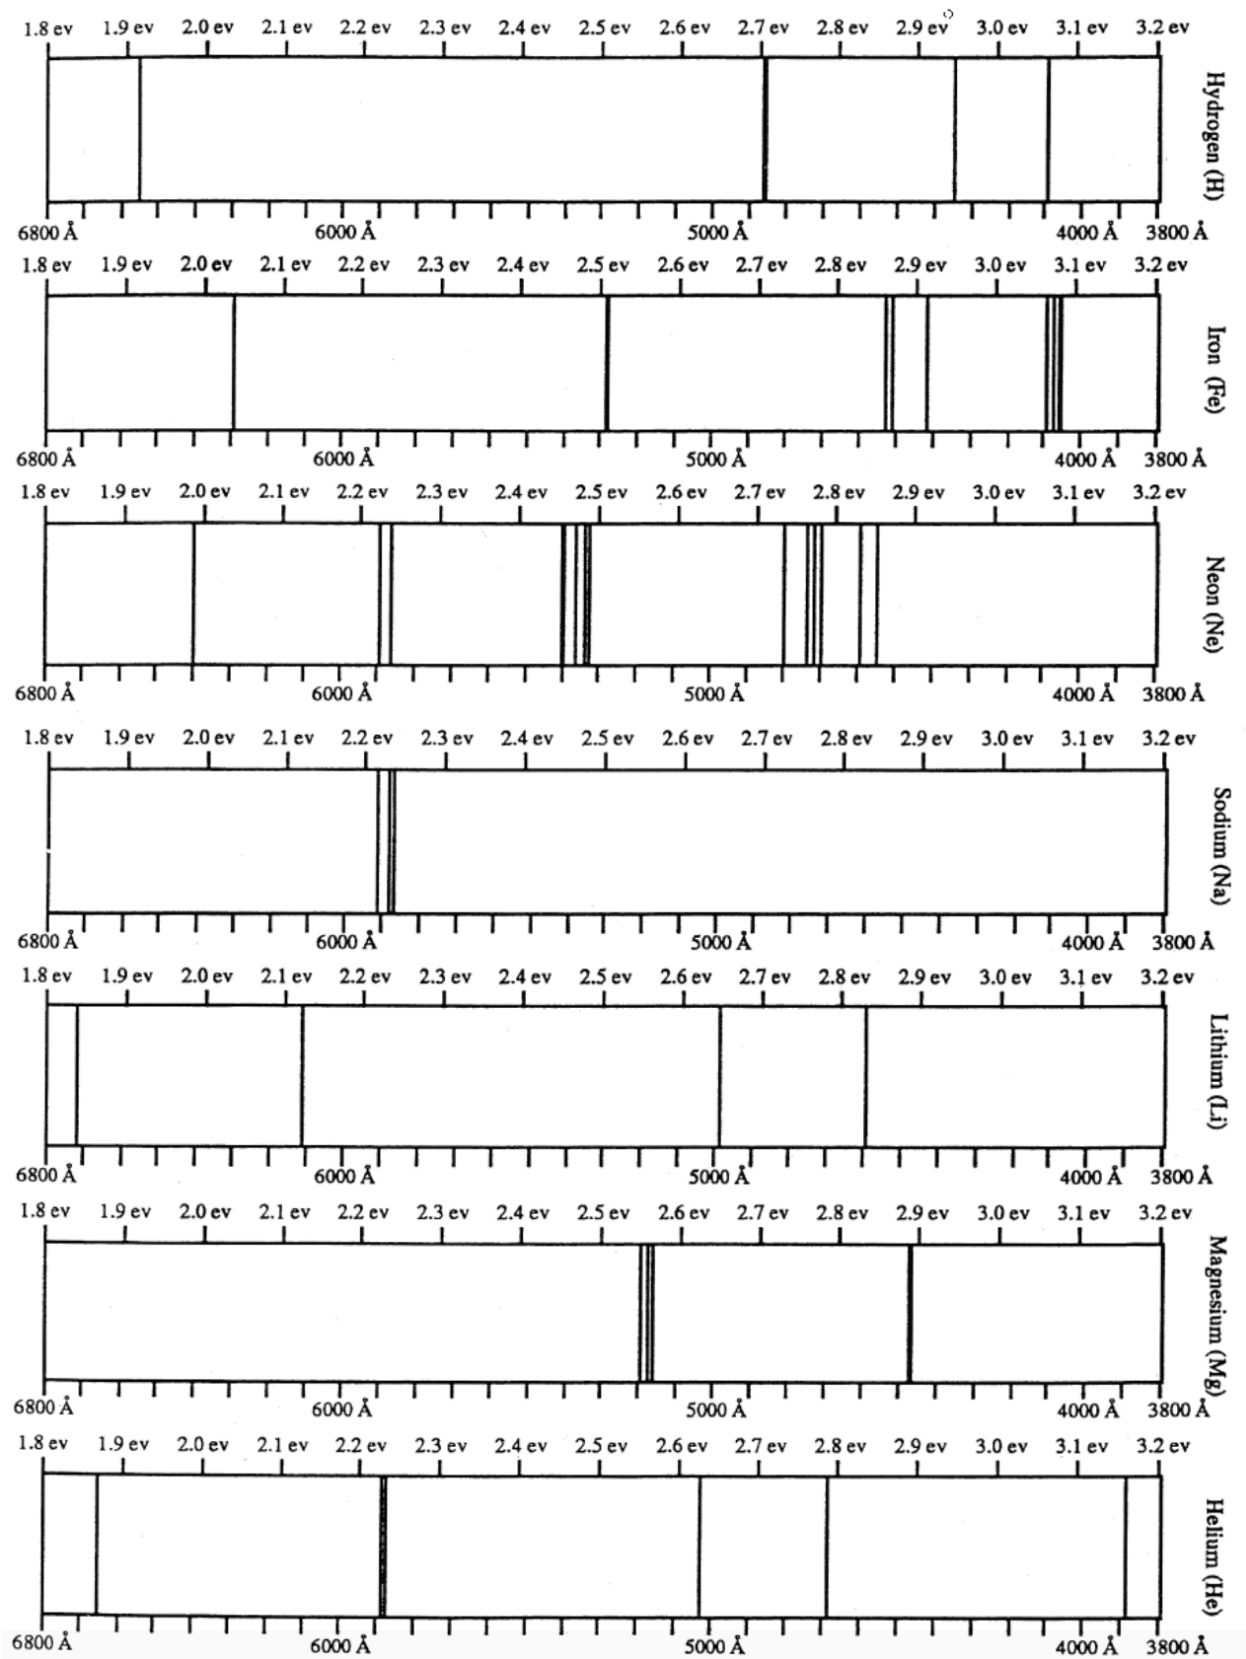 1.8 ev 1.9 ev 2.0 ev 2.1 ev 2.2 ev 2.3 ev 2.4 ev 2.5 ev 2.6 ev 2.7 ev 2.8 ev 2.9 ev 3.0 ev 3.1 ev 3.2 ev
Hydrogen (H)
6800 Å 6000 Å 5000 Å 4000 Å 3800 Å
1.8 ev 1.9 ev 2.0 ev 2.1 ev 2.2 ev 2.3 ev 2.4 ev 2.5 ev 2.6 ev 2.7 ev 2.8 ev 2.9 ev 3.0 ev 3.1 ev 3.2 ev
Iron (Fe)
6800 Å 6000 Å 5000 Å 4000 Å 3800 Å
1.8 ev 1.9 ev 2.0 ev 2.1 ev 2.2 ev 2.3 ev 2.4 ev 2.5 ev 2.6 ev 2.7 ev 2.8 ev 2.9 ev 3.0 ev 3.1 ev 3.2 ev
Neon (Ne)
6800 Å 6000 Å 5000 Å 4000 Å 3800 Å
1.8 ev 1.9 ev 2.0 ev 2.1 ev 2.2 ev 2.3 ev 2.4 ev 2.5 ev 2.6 ev 2.7 ev 2.8 ev 2.9 ev 3.0 ev 3.1 ev 3.2 ev
Sodium (Na)
6800 Å 6000 Å 5000 Å 4000 Å 3800 Å
1.8 ev 1.9 ev 2.0 ev 2.1 ev 2.2 ev 2.3 ev 2.4 ev 2.5 ev 2.6 ev 2.7 ev 2.8 ev 2.9 ev 3.0 ev 3.1 ev 3.2 ev
Lithium (Li)
6800 Å 6000 Å 5000 Å 4000 Å 3800 Å
1.8 ev 1.9 ev 2.0 ev 2.1 ev 2.2 ev 2.3 ev 2.4 ev 2.5 ev 2.6 ev 2.7 ev 2.8 ev 2.9 ev 3.0 ev 3.1 ev 3.2 ev
Magnesium (Mg)
6800 Å 6000 Å 5000 Å 4000 Å 3800 Å
1.8 ev 1.9 ev 2.0 ev 2.1 ev 2.2 ev 2.3 ev 2.4 ev 2.5 ev 2.6 ev 2.7 ev 2.8 ev 2.9 ev 3.0 ev 3.1 ev 3.2 ev
Helium (He)
6800 Å 6000 Å 5000 Å 4000 Å 3800 Å